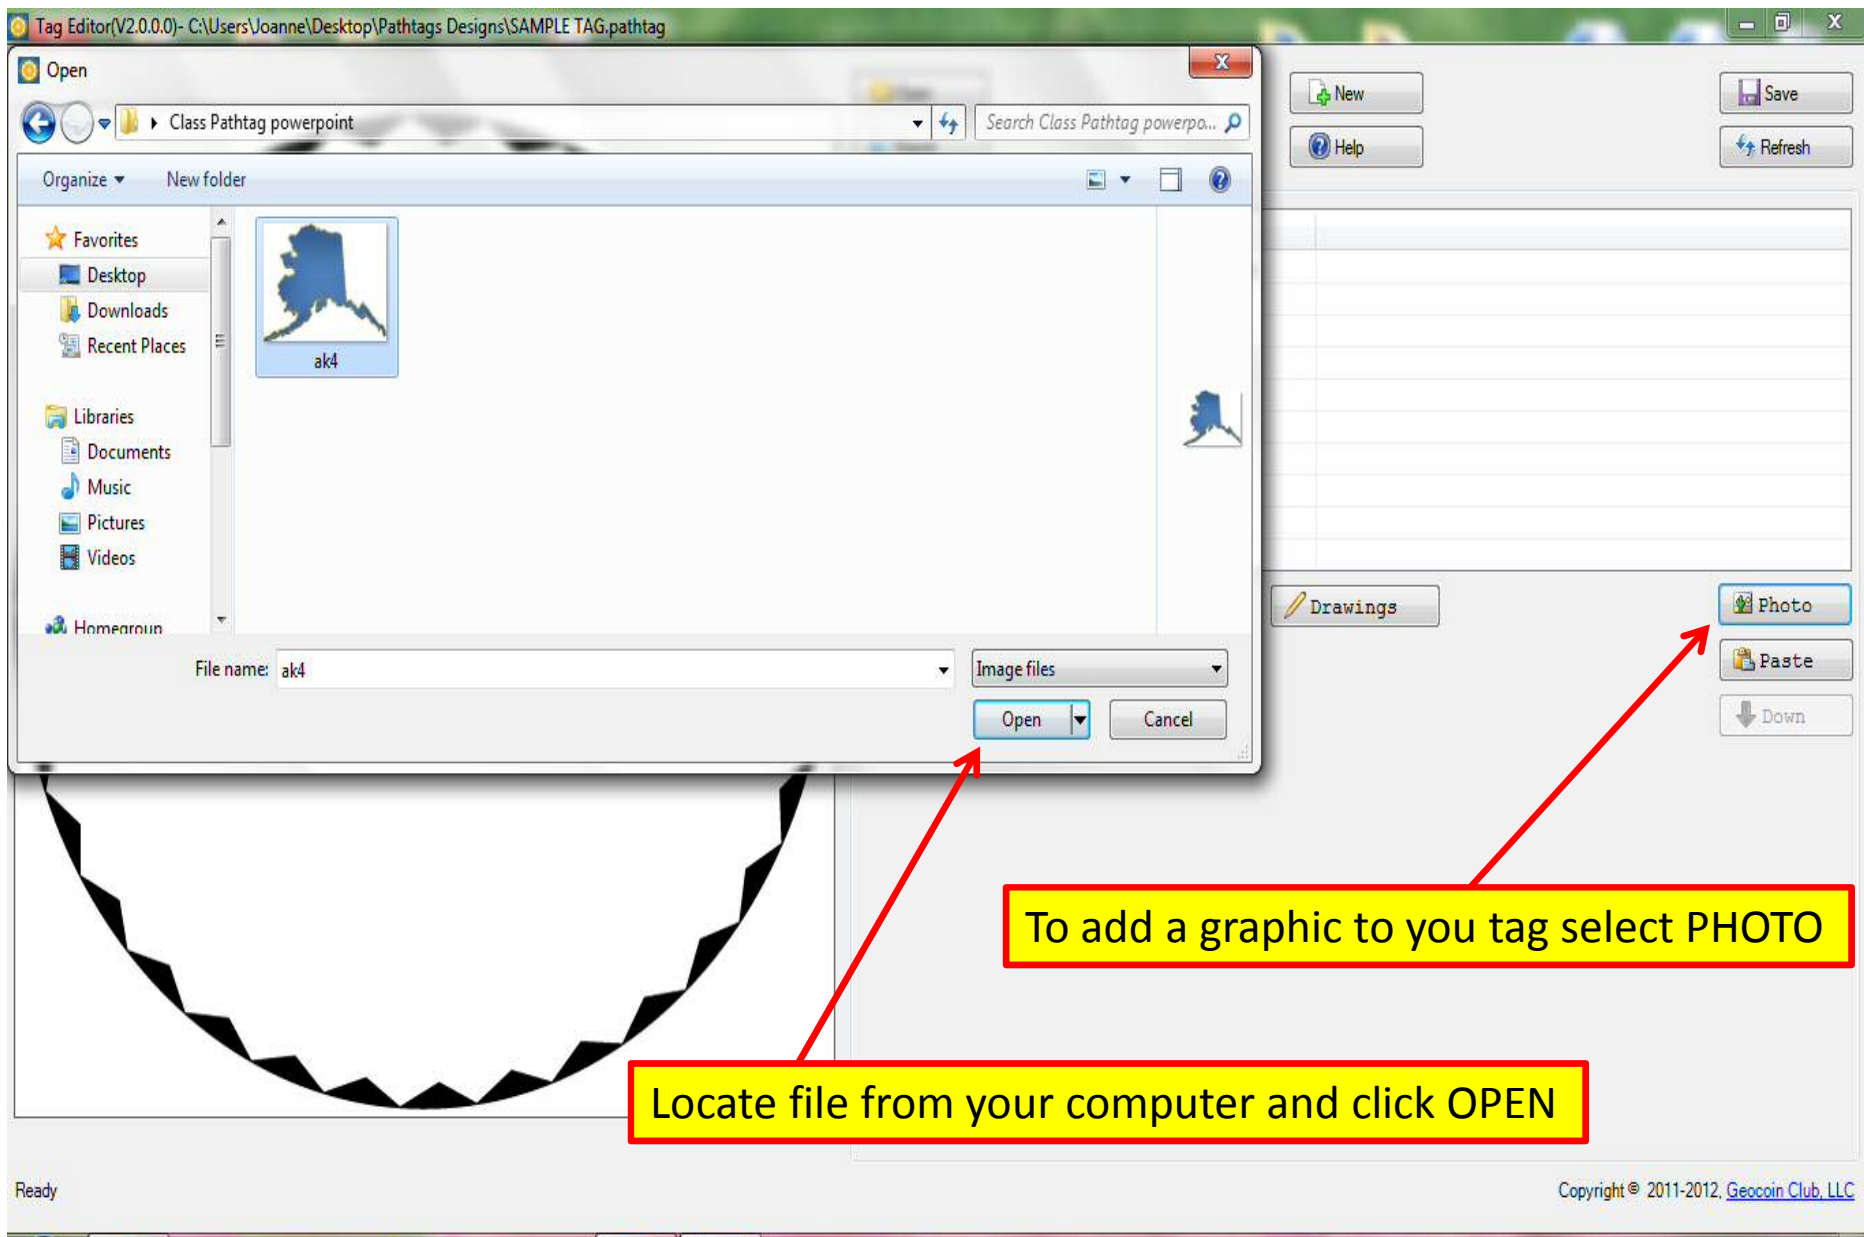 Tag Editor(V2.0.0.0)- C:\Users\Joanne\Desktop\Pathtags Designs\SAMPLE TAG.pathtag
Open
Class Pathtag powerpoint
Search Class Pathtag powerpo...
New
Save
Help
Refresh
Organize
New folder
Favorites
Desktop
Downloads
Recent Places
ak4
Libraries
Documents
Music
Pictures
Videos
Homegroup
Drawings
Photo
Paste
Down
File name: ak4
Image files
Open
Cancel
To add a graphic to you tag select PHOTO
Locate file from your computer and click OPEN
Ready
Copyright © 2011-2012, Geocoin Club, LLC